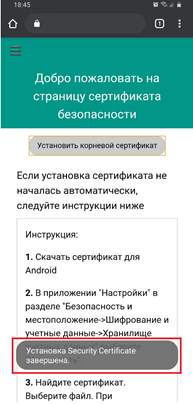 18:45
1
Добро пожаловать на
страницу сертификата
безопасности
Установить корневой сертификат
Если установка сертификата не
началась автоматически,
следуйте инструкции ниже
Инструкция:
1. Скачать сертификат для
Android
2. В приложении "Настройки" в
разделе "Безопасность и
местоположение->Шифрование и
учетные данные->Хранилище
Установка Security Certificate
завершена.
3. Найдите сертификат.
Выберите файл. При